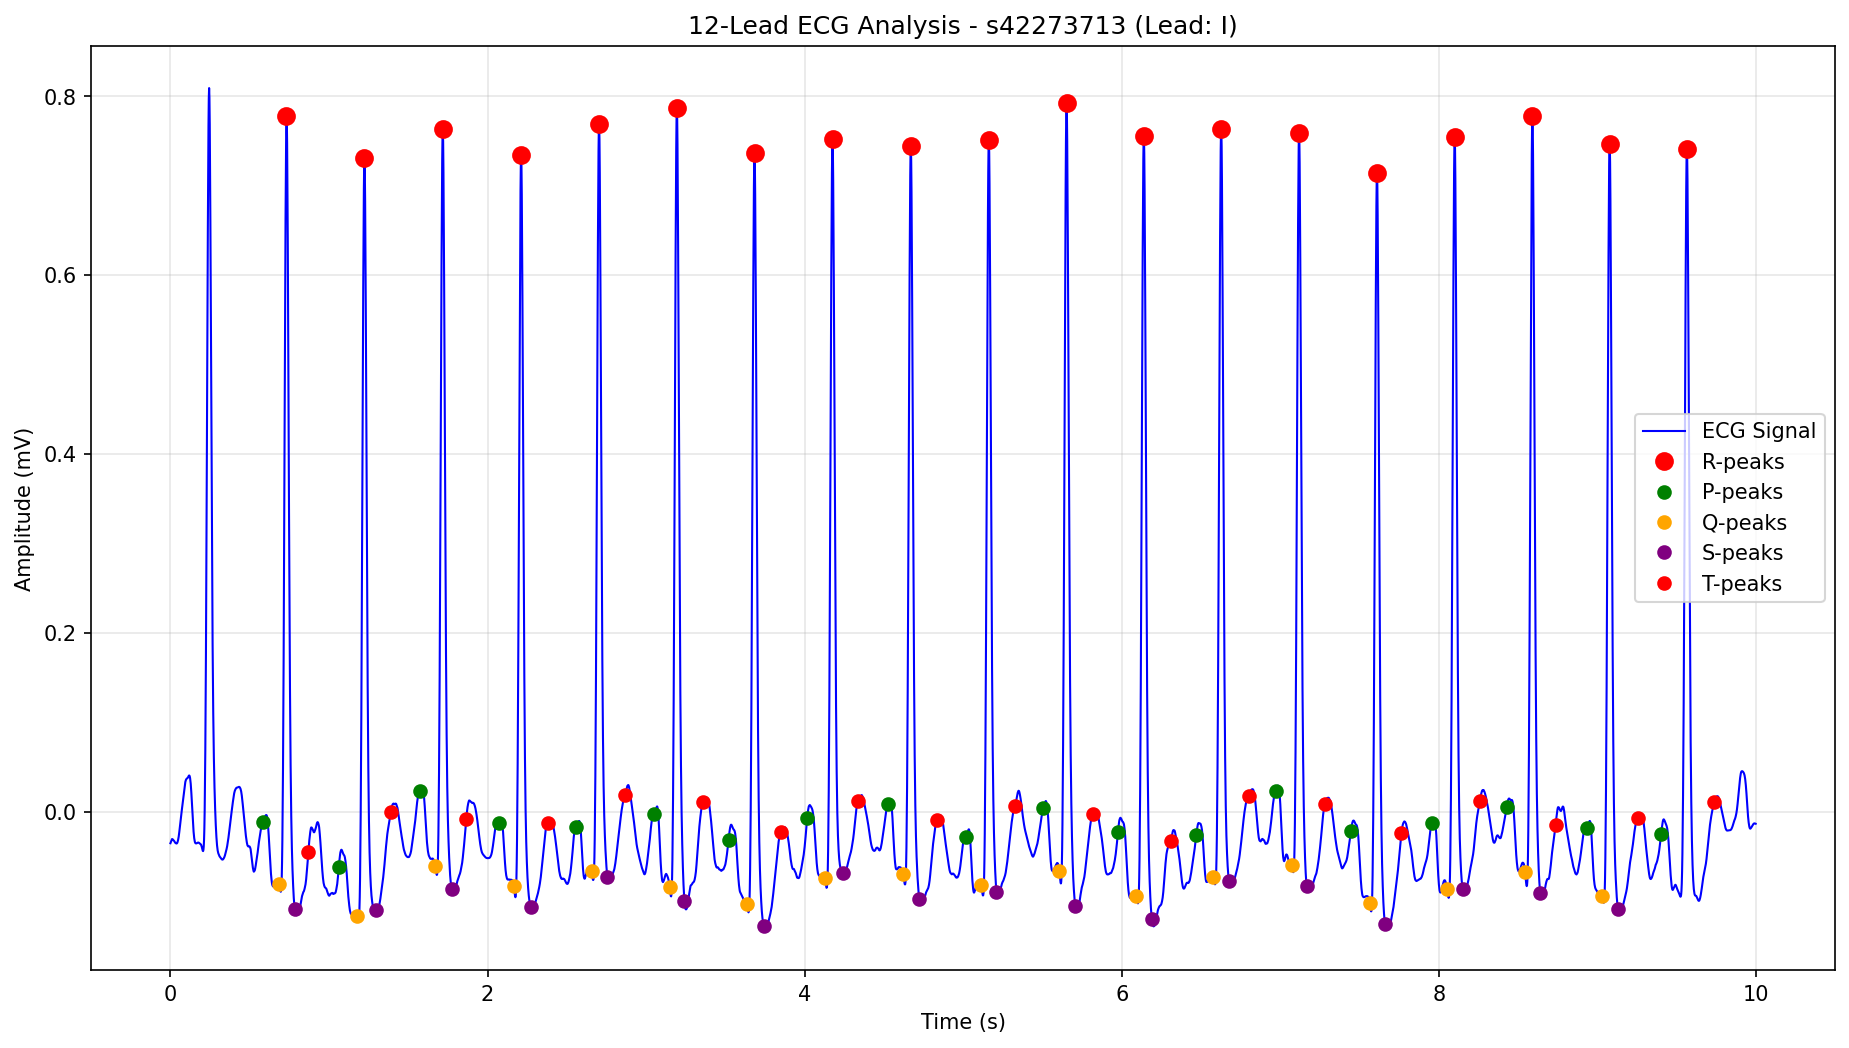 12-Lead ECG Analysis - s42273713 (Lead: I)
Amplitude (mV)
0.8
0.6
0.4
0.2
0.0
ECG Signal
R-peaks
P-peaks
Q-peaks
S-peaks
T-peaks
0 2 4 6 8 10
Time (s)